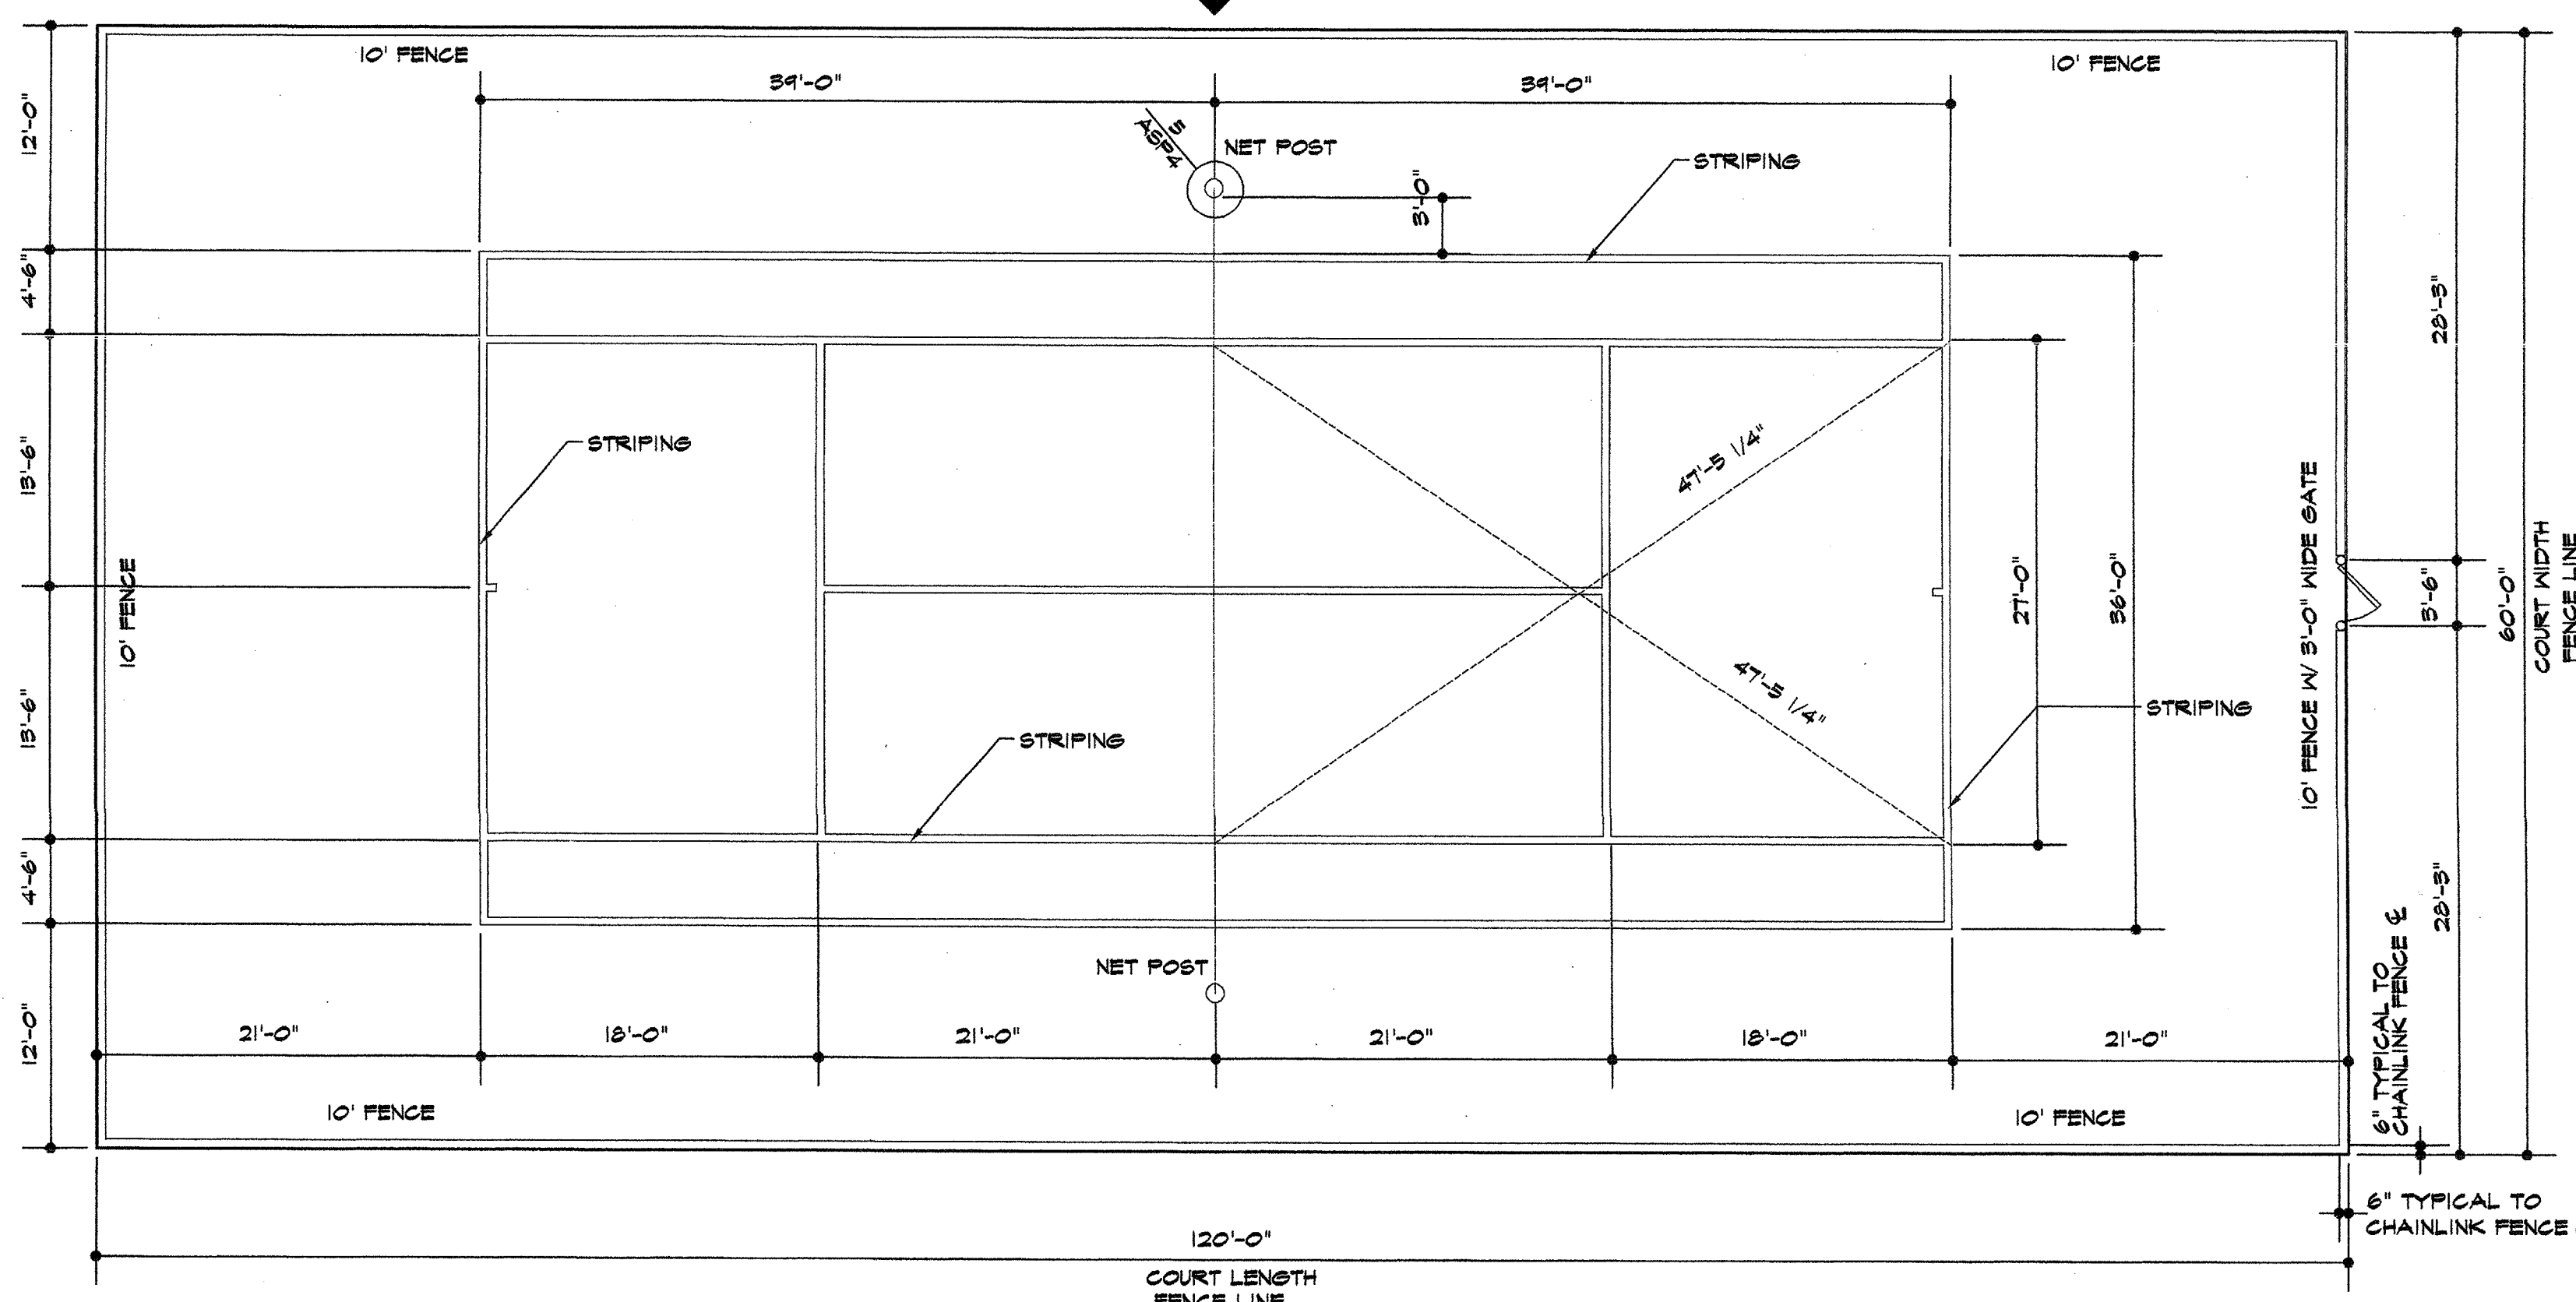 10' FENCE
10' FENCE
39'-0"
39'-0"
12'-0"
5
ASP4
NET POST
STRIPING
3'-0"
4'-6"
28'-3"
13'-6"
STRIPING
47'-5 1/4"
10' FENCE
27'-0"
36'-0"
10' FENCE W/ 3'-0" WIDE GATE
3'-6"
60'-0"
COURT WIDTH
FENCE LINE
13'-6"
47'-5 1/4"
STRIPING
STRIPING
4'-6"
28'-3"
NET POST
12'-0"
21'-0"
18'-0"
21'-0"
21'-0"
18'-0"
21'-0"
6" TYPICAL TO
CHAINLINK FENCE ℄
10' FENCE
10' FENCE
6" TYPICAL TO
CHAINLINK FENCE
120'-0"
COURT LENGTH
FENCE LINE